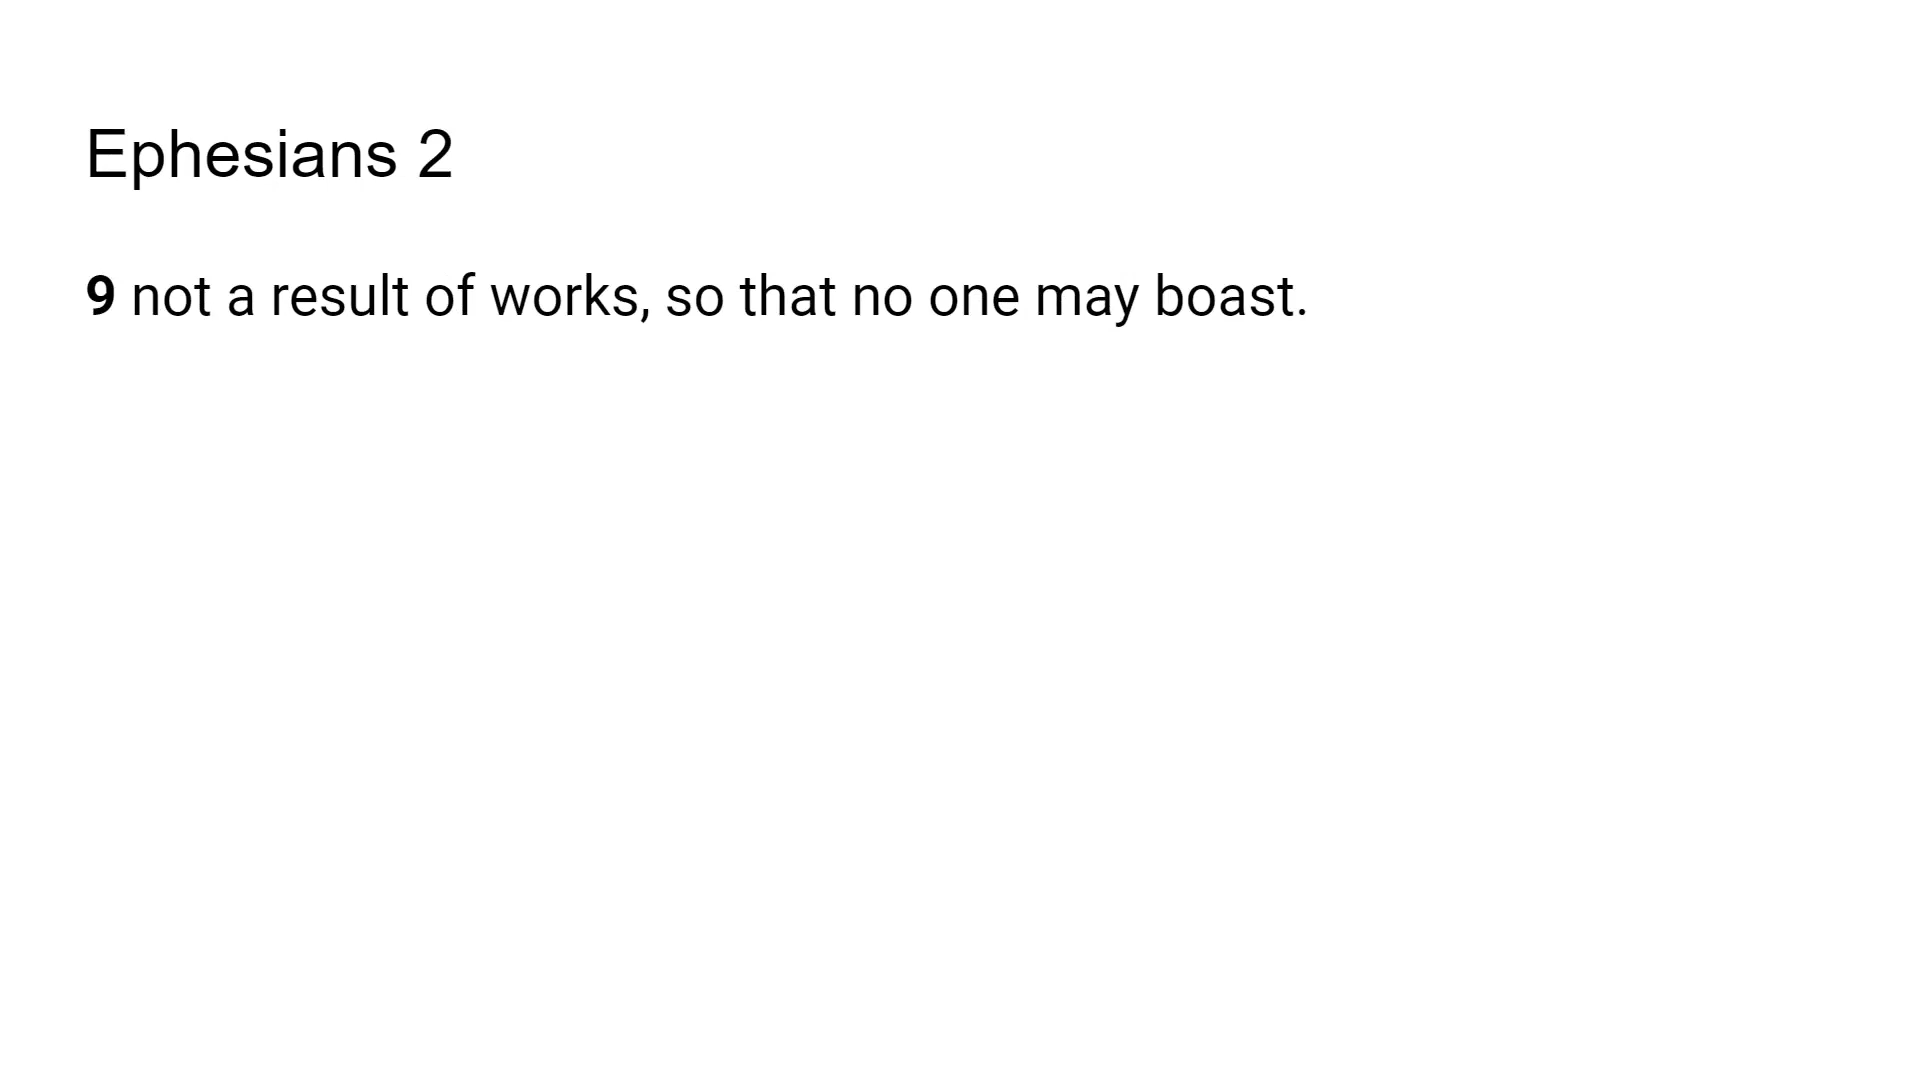 Ephesians 2
9 not a result of works, so that no one may boast.